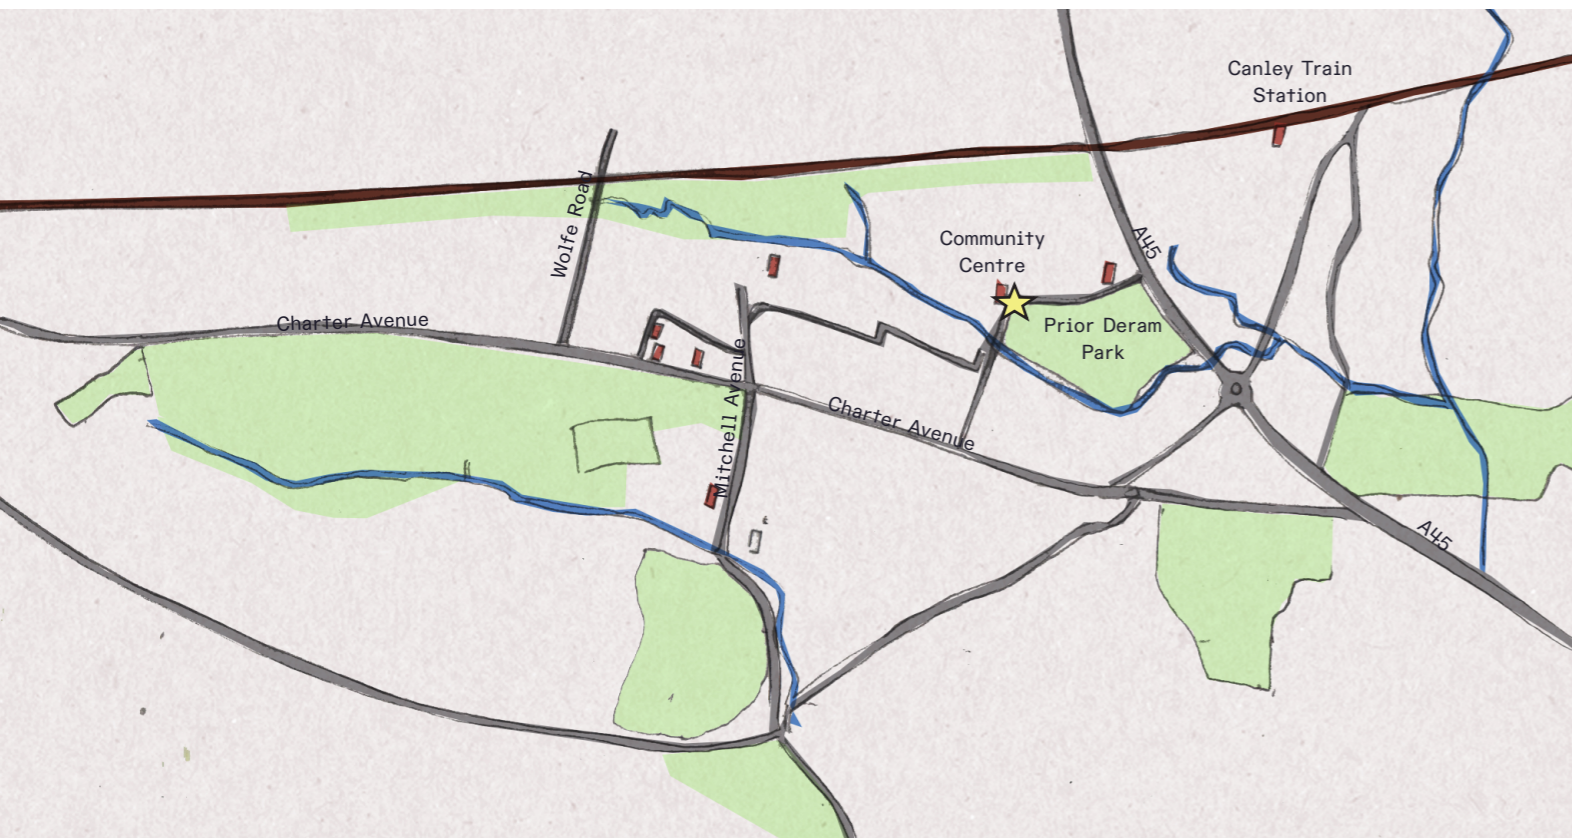 Canley Train
Station
Wolfe Road
A45
Community
Centre
Charter Avenue
Prior Deram
Park
Mitchell Avenue
Charter Avenue
A45